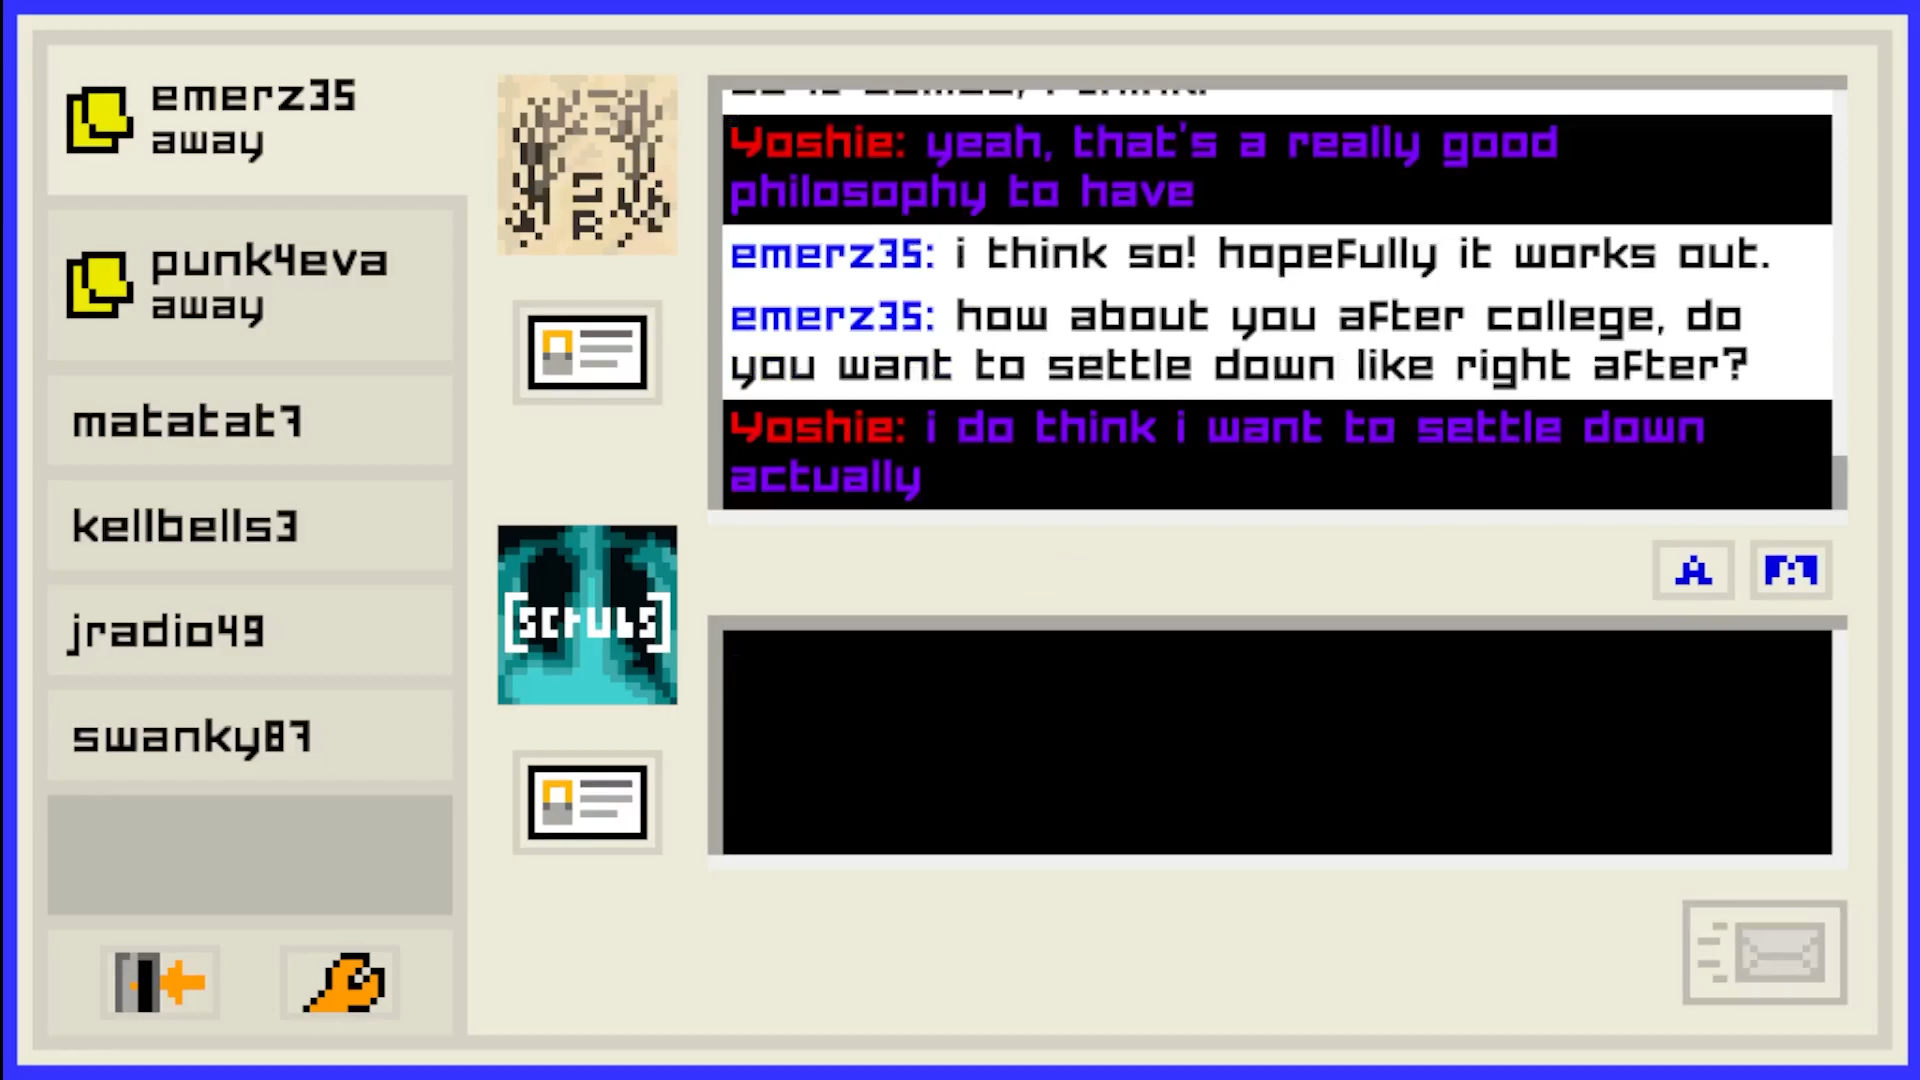 emerz35
away
punk4eva
away
matatat7
kellbells3
jradio49
swanky87
S
R
[scrubs]
Yoshie: yeah, that's a really good
philosophy to have
emerz35: i think so! hopefully it works out.
emerz35: how about you after college, do
you want to settle down like right after?
Yoshie: i do think i want to settle down
actually
A